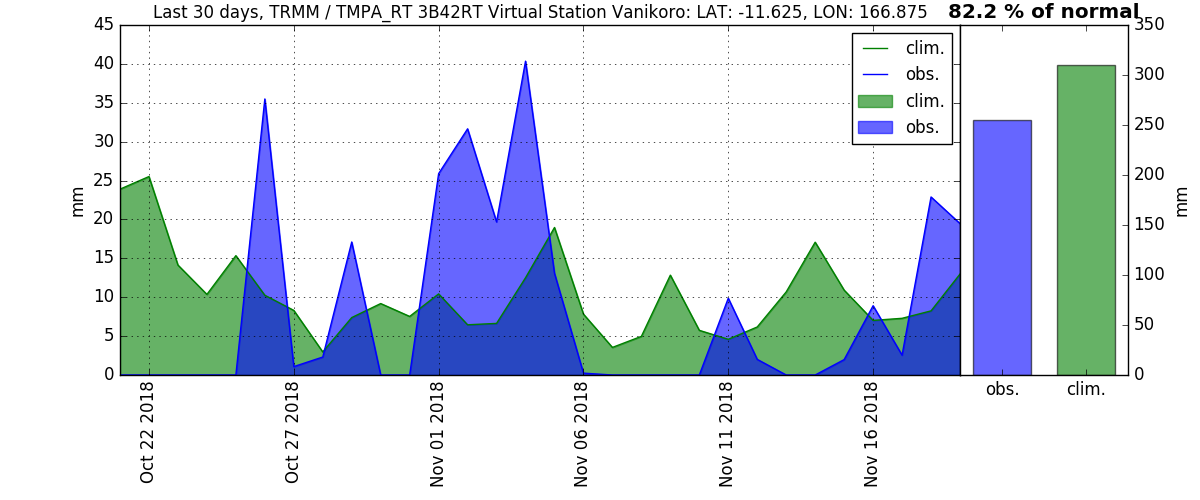 Last 30 days, TRMM / TMPA_RT 3B42RT Virtual Station Vanikoro: LAT: -11.625, LON: 166.875
82.2 % of normal
45
40
35
30
25
20
15
10
5
0
mm
clim.
obs.
clim.
obs.
Oct 22 2018
Oct 27 2018
Nov 01 2018
Nov 06 2018
Nov 11 2018
Nov 16 2018
350
300
250
200
150
100
50
0
mm
obs.
clim.